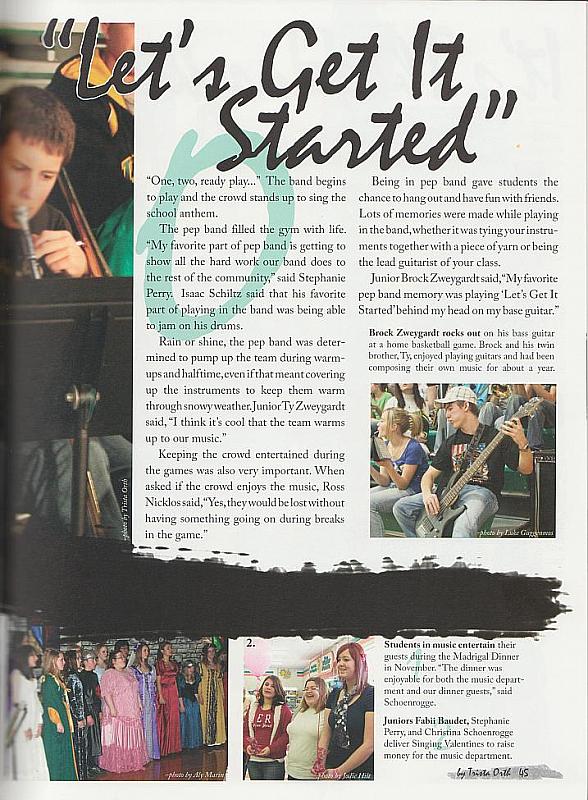 “Let’s Get It
Started”
“One, two, ready play...” The band begins
to play and the crowd stands up to sing the
school anthem.
The pep band filled the gym with life.
“My favorite part of pep band is getting to
show all the hard work our band does to
the rest of the community,” said Stephanie
Perry. Isaac Schiltz said that his favorite
part of playing in the band was being able
to jam on his drums.
Rain or shine, the pep band was deter-
mined to pump up the team during warm-
ups and halftime, even if that meant covering
up the instruments to keep them warm
through snowy weather. Junior Ty Zweygardt
said, “I think it’s cool that the team warms
up to our music.”
Keeping the crowd entertained during
the games was also very important. When
asked if the crowd enjoys the music, Ross
Nicklos said, “Yes, they would be lost without
having something going on during breaks
in the game.”
Being in pep band gave students the
chance to hang out and have fun with friends.
Lots of memories were made while playing
in the band, whether it was tying your instru-
ments together with a piece of yarn or being
the lead guitarist of your class.
Junior Brock Zweygardt said, “My favorite
pep band memory was playing ‘Let’s Get It
Started’ behind my head on my base guitar.”
Brock Zweygardt rocks out on his bass guitar
at a home basketball game. Brock and his twin
brother, Ty, enjoyed playing guitars and had been
composing their own music for about a year.
-photo by Trista Orth
-photo by Luke Guggenmos
2.
Students in music entertain their
guests during the Madrigal Dinner
in November. “The dinner was
enjoyable for both the music depart-
ment and our dinner guests,” said
Schoenrogge.
Juniors Fabii Baudet, Stephanie
Perry, and Christina Schoenrogge
deliver Singing Valentines to raise
money for the music department.
-photo by Aly Marin
-photo by Jodie Hilt
by Trista Orth 45